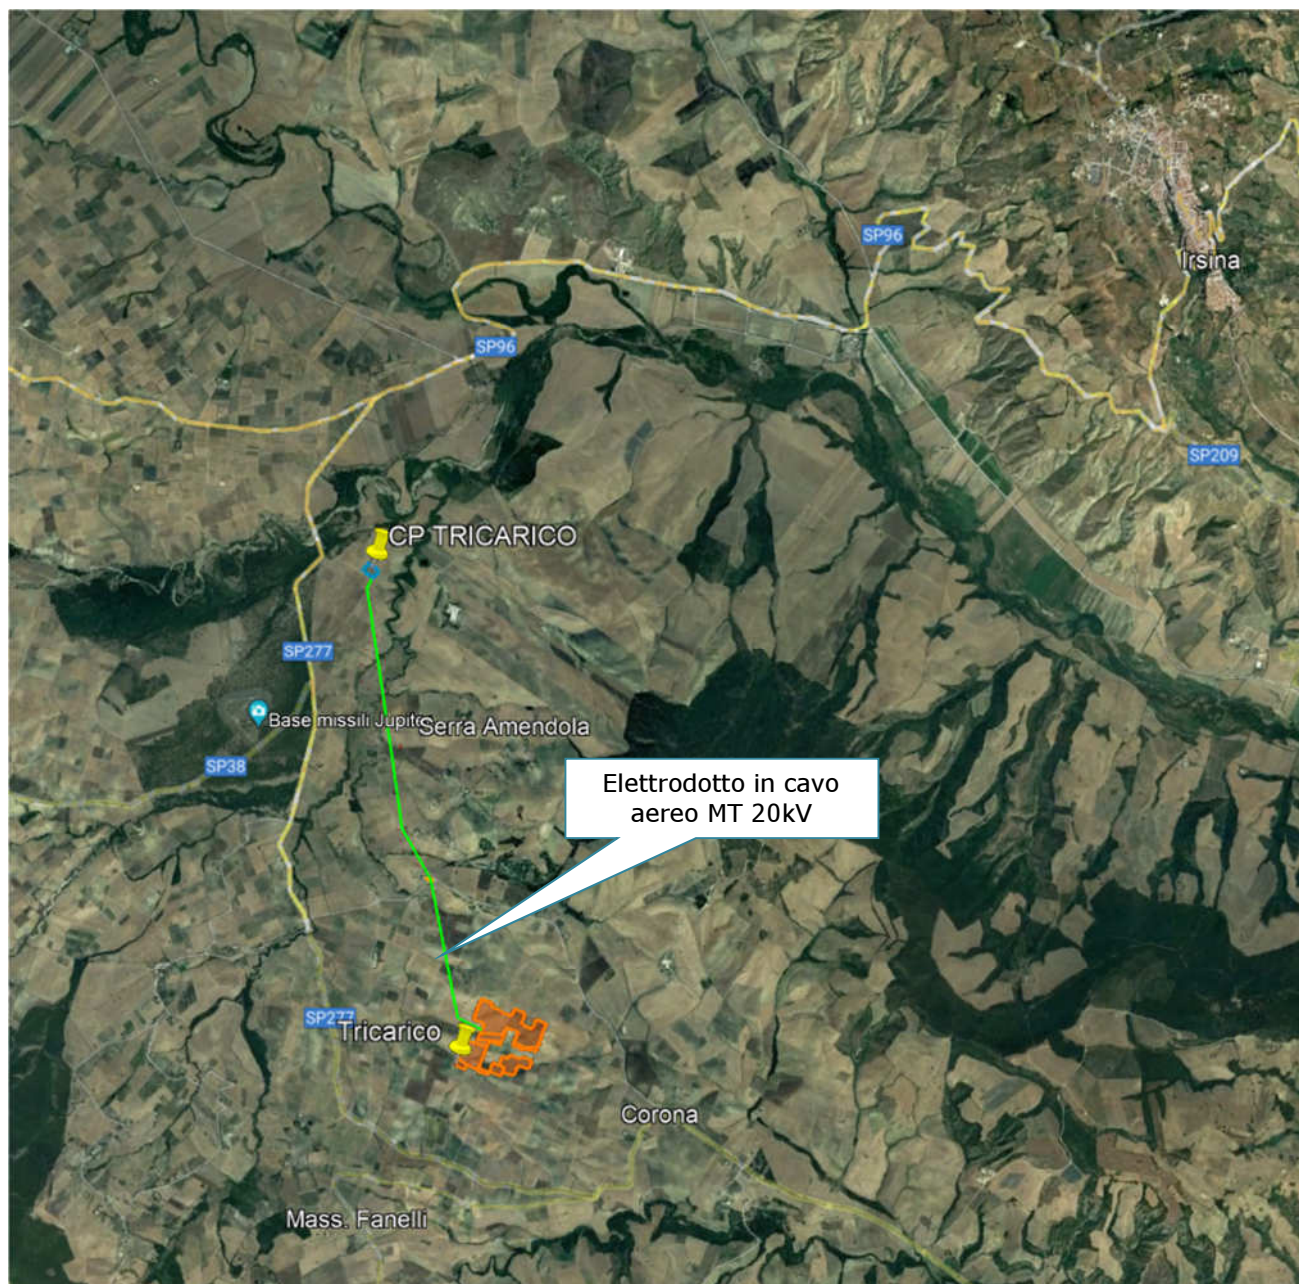 SP96
Irsina
SP96
SP209
CP TRICARICO
SP277
Base missili Jupite
Serra Amendola
SP38
Elettrodotto in cavo
aereo MT 20kV
SP277
Tricarico
Corona
Mass. Fanelli